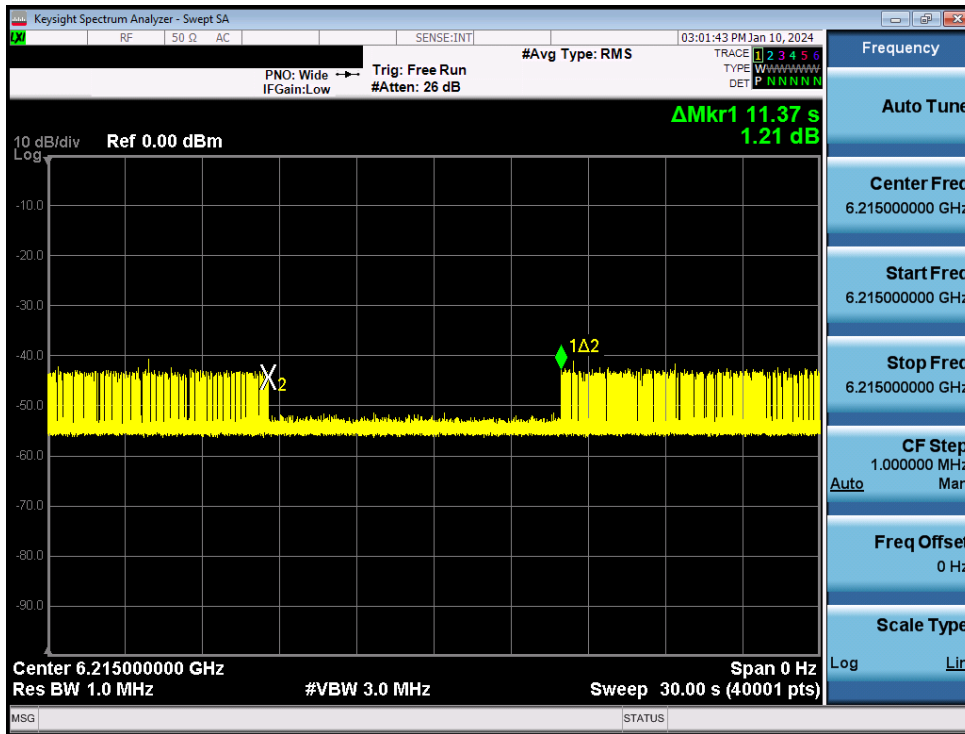 Keysight Spectrum Analyzer - Swept SA
LXI
RF
50 Ω
AC
SENSE:INT
03:01:43 PM Jan 10, 2024
#Avg Type: RMS
TRACE 1 2 3 4 5 6
PNO: Wide
Trig: Free Run
TYPE WWWWWW
IFGain:Low
#Atten: 26 dB
DET P N N N N N
ΔMkr1 11.37 s
1.21 dB
10 dB/div
Ref 0.00 dBm
Log
-10.0
-20.0
-30.0
-40.0
-50.0
-60.0
-70.0
-80.0
-90.0
1Δ2
X2
Center 6.215000000 GHz
Span 0 Hz
Res BW 1.0 MHz
#VBW 3.0 MHz
Sweep 30.00 s (40001 pts)
MSG
STATUS
Frequency
Auto Tune
Center Freq
6.215000000 GHz
Start Freq
6.215000000 GHz
Stop Freq
6.215000000 GHz
CF Step
1.000000 MHz
Auto
Man
Freq Offset
0 Hz
Scale Type
Log
Lin